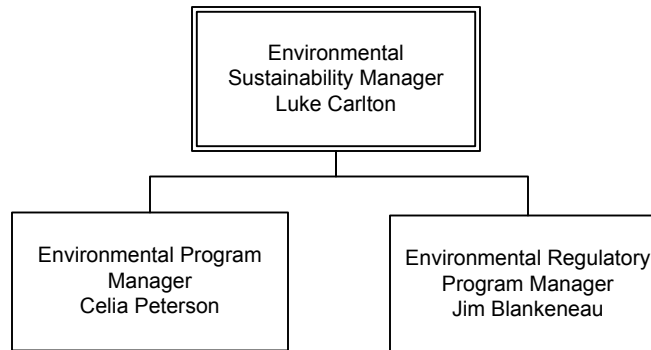 Environmental
Sustainability Manager
Luke Carlton
Environmental Program
Manager
Celia Peterson
Environmental Regulatory
Program Manager
Jim Blankeneau